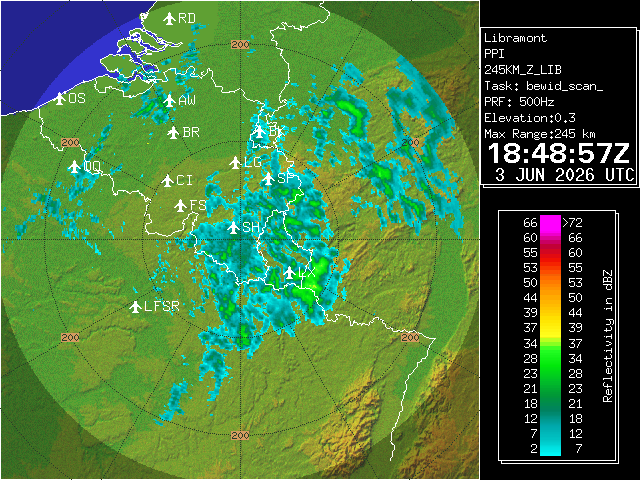 Libramont
PPI
245KM_Z_LIB
Task: bewid_scan_
PRF: 500Hz
Elevation:0.3
Max Range:245 km
18:48:57Z
3 JUN 2026 UTC
RD
200
OS
AW
BR
BK
200
200
QQ
LG
CI
SP
FS
SH
LX
LFSR
200
200
200
66 >72
60 66
55 60
53 55
50 53
44 50
39 44
37 39
34 37
28 34
23 28
21 23
18 21
12 18
7 12
2 7
Reflectivity in dBZ